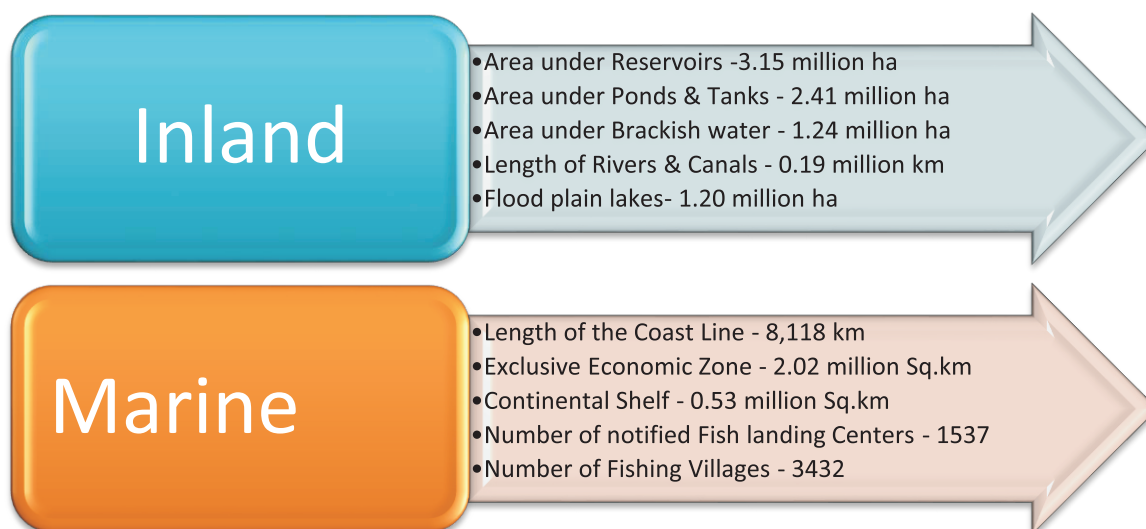 Inland
•Area under Reservoirs -3.15 million ha
•Area under Ponds & Tanks - 2.41 million ha
•Area under Brackish water - 1.24 million ha
•Length of Rivers & Canals - 0.19 million km
•Flood plain lakes- 1.20 million ha
Marine
•Length of the Coast Line - 8,118 km
•Exclusive Economic Zone - 2.02 million Sq.km
•Continental Shelf - 0.53 million Sq.km
•Number of notified Fish landing Centers - 1537
•Number of Fishing Villages - 3432